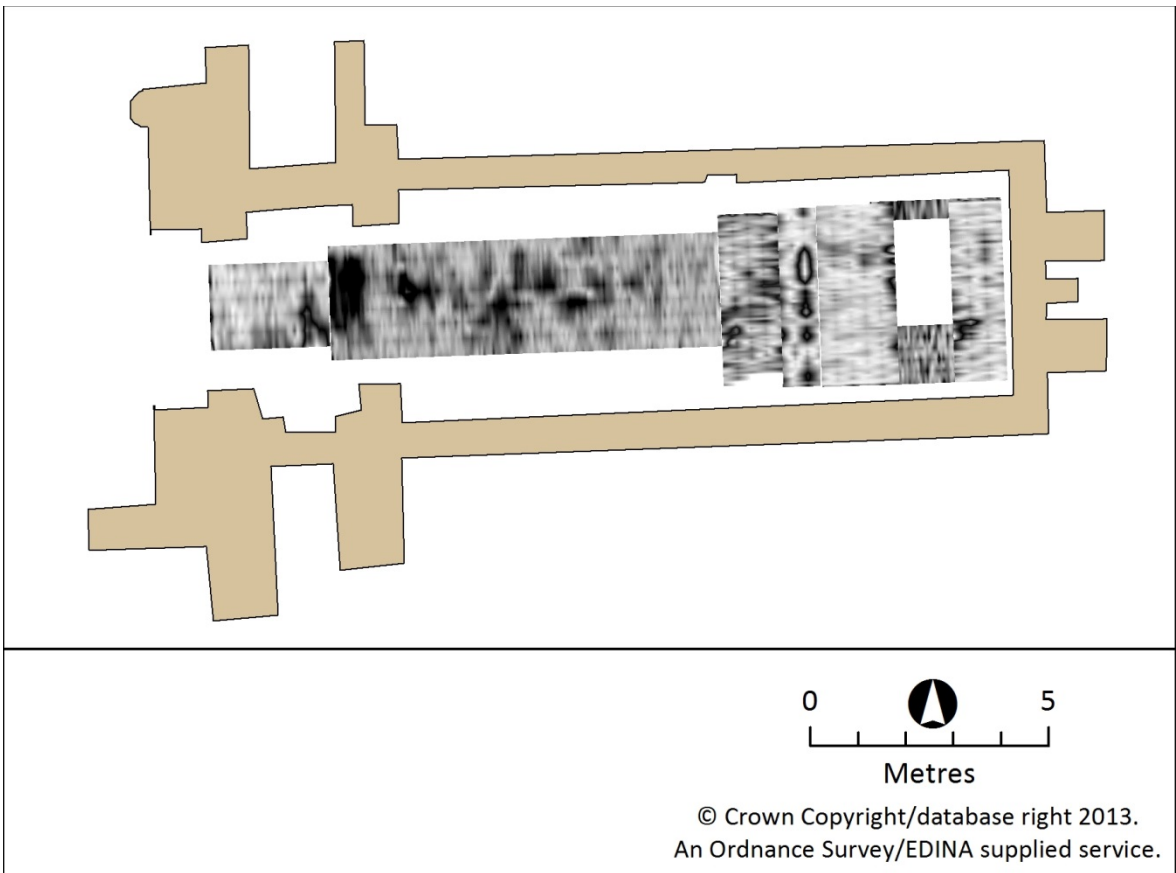 0 5
Metres
© Crown Copyright/database right 2013.
An Ordnance Survey/EDINA supplied service.